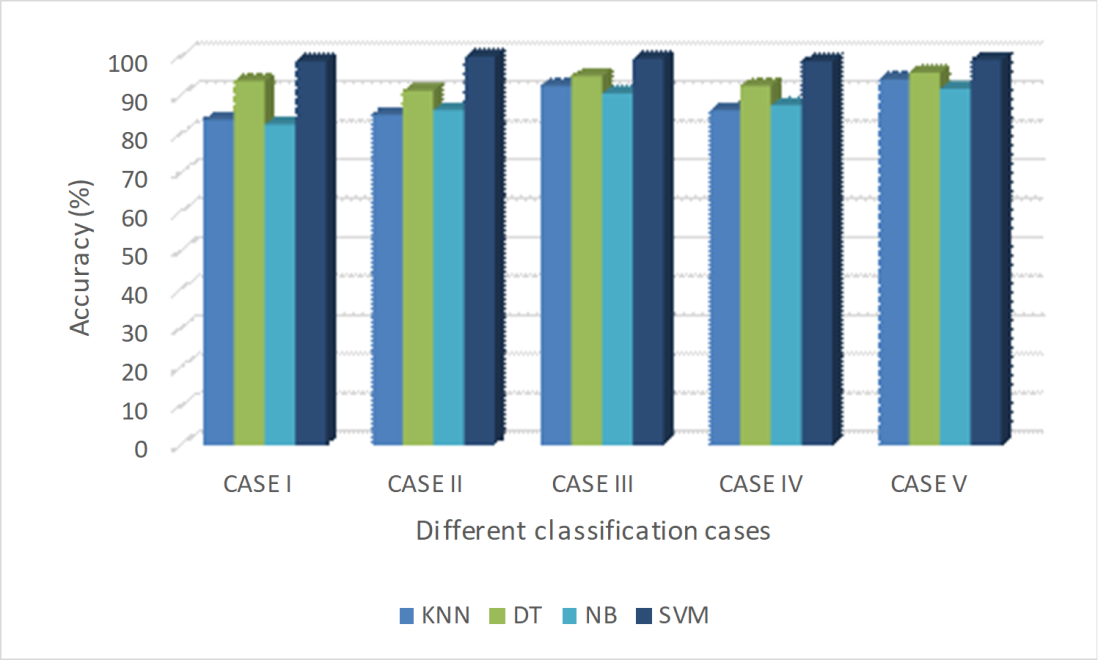 100
90
80
70
60
50
40
30
20
10
0
Accuracy (%)
CASE I CASE II CASE III CASE IV CASE V
Different classification cases
KNN DT NB SVM